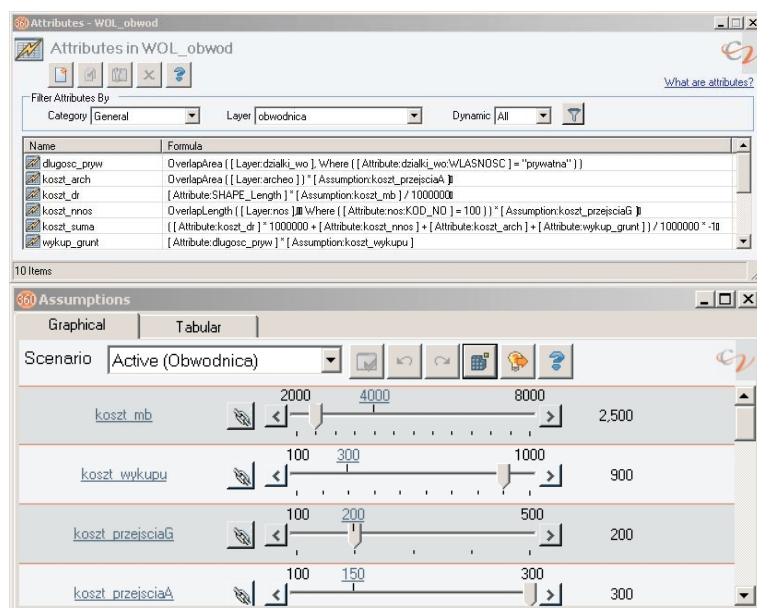 360 Attributes - WOL_obwod
Attributes in WOL_obwod
What are attributes?
Filter Attributes By
Category General Layer obwodnica Dynamic All
Name Formula
dlugosc_pryw OverlapArea ( [ Layer:dzialki_wo ], Where ( [ Attribute:dzialki_wo:WLASNOSC ] = "prywatna" ) )
koszt_arch OverlapArea ( [ Layer:archeo ] ) * [ Assumption:koszt_przejsciaA ]
koszt_dr [ Attribute:SHAPE_Length ] * [ Assumption:koszt_mb ] / 1000000
koszt_nnos OverlapLength ( [ Layer:nos ], Where ( [ Attribute:nos:KOD_NO ] = 100 ) ) * [ Assumption:koszt_przejsciaG ]
koszt_suma ( [ Attribute:koszt_dr ] * 1000000 + [ Attribute:koszt_nnos ] + [ Attribute:koszt_arch ] + [ Attribute:wykup_grunt ] ) / 1000000 * -1
wykup_grunt [ Attribute:dlugosc_pryw ] * [ Assumption:koszt_wykupu ]
10 Items
360 Assumptions
Graphical Tabular
Scenario Active (Obwodnica)
2000 4000 8000
koszt_mb 2,500
100 300 1000
koszt_wykupu 900
100 200 500
koszt_przejsciaG 200
100 150 300
koszt_przejsciaA 300